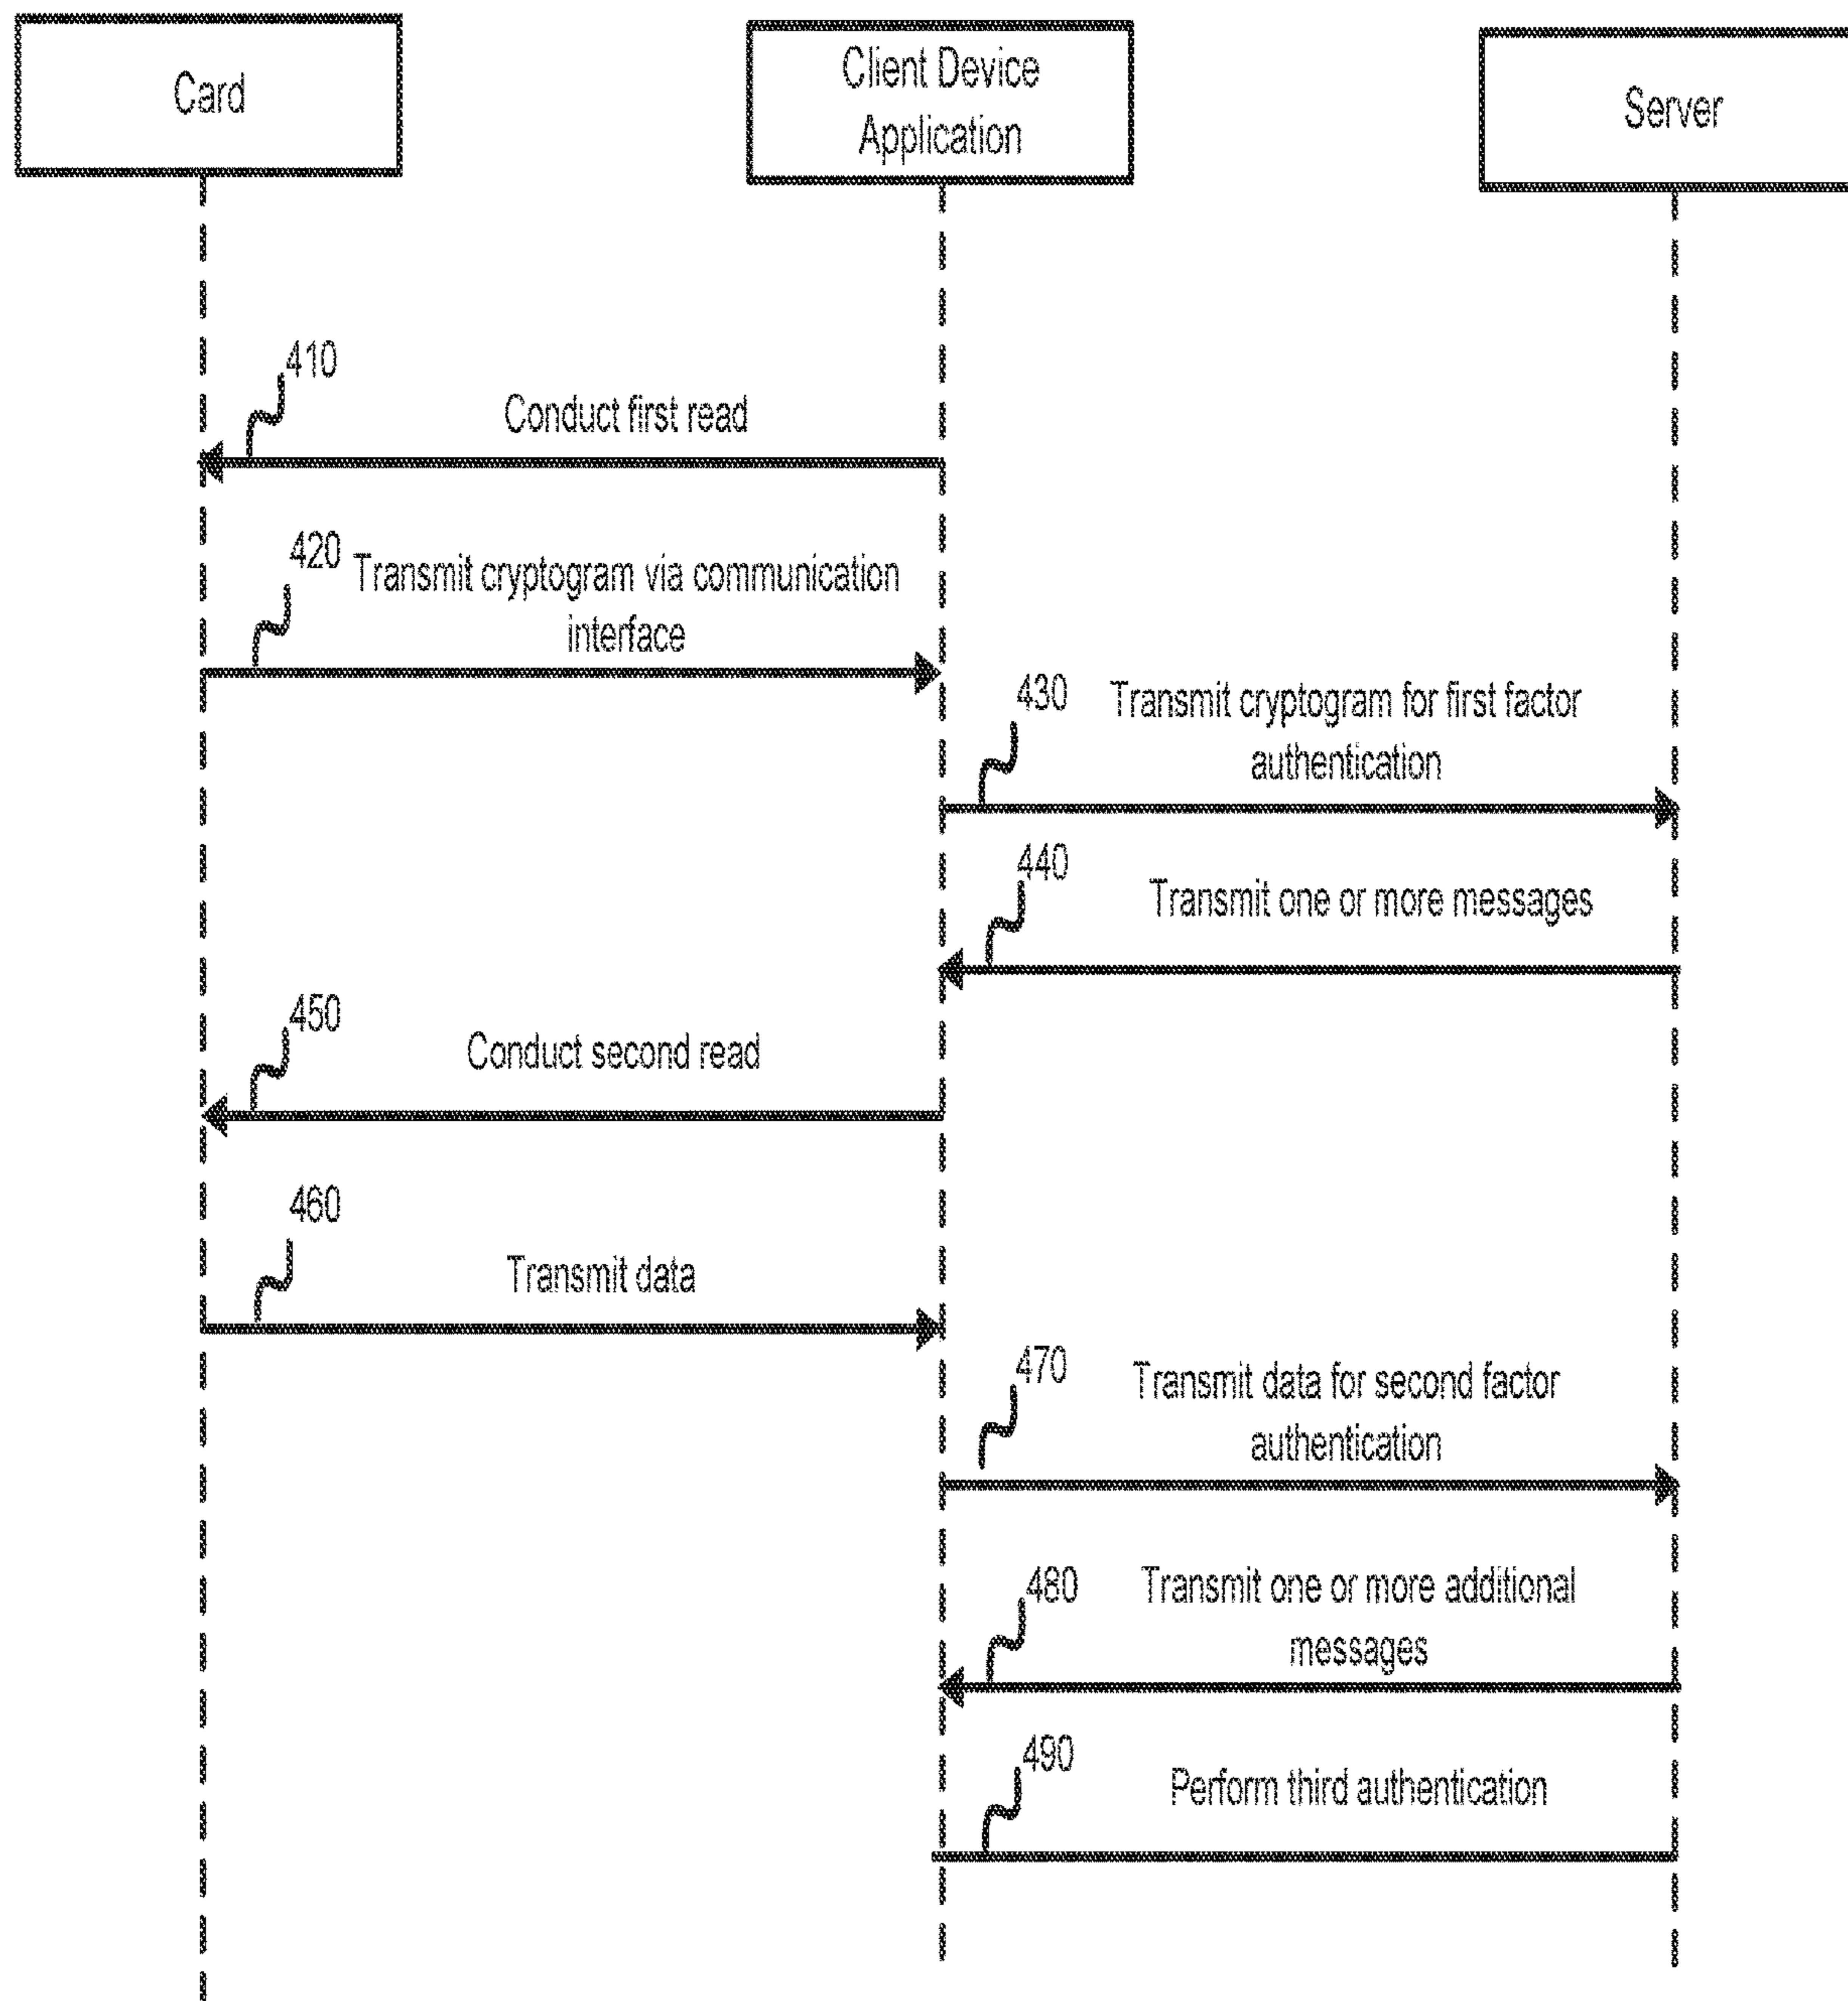 Card
Client Device
Application
Server
410
Conduct first read
420
Transmit cryptogram via communication
interface
430
Transmit cryptogram for first factor
authentication
440
Transmit one or more messages
450
Conduct second read
460
Transmit data
470
Transmit data for second factor
authentication
480
Transmit one or more additional
messages
490
Perform third authentication